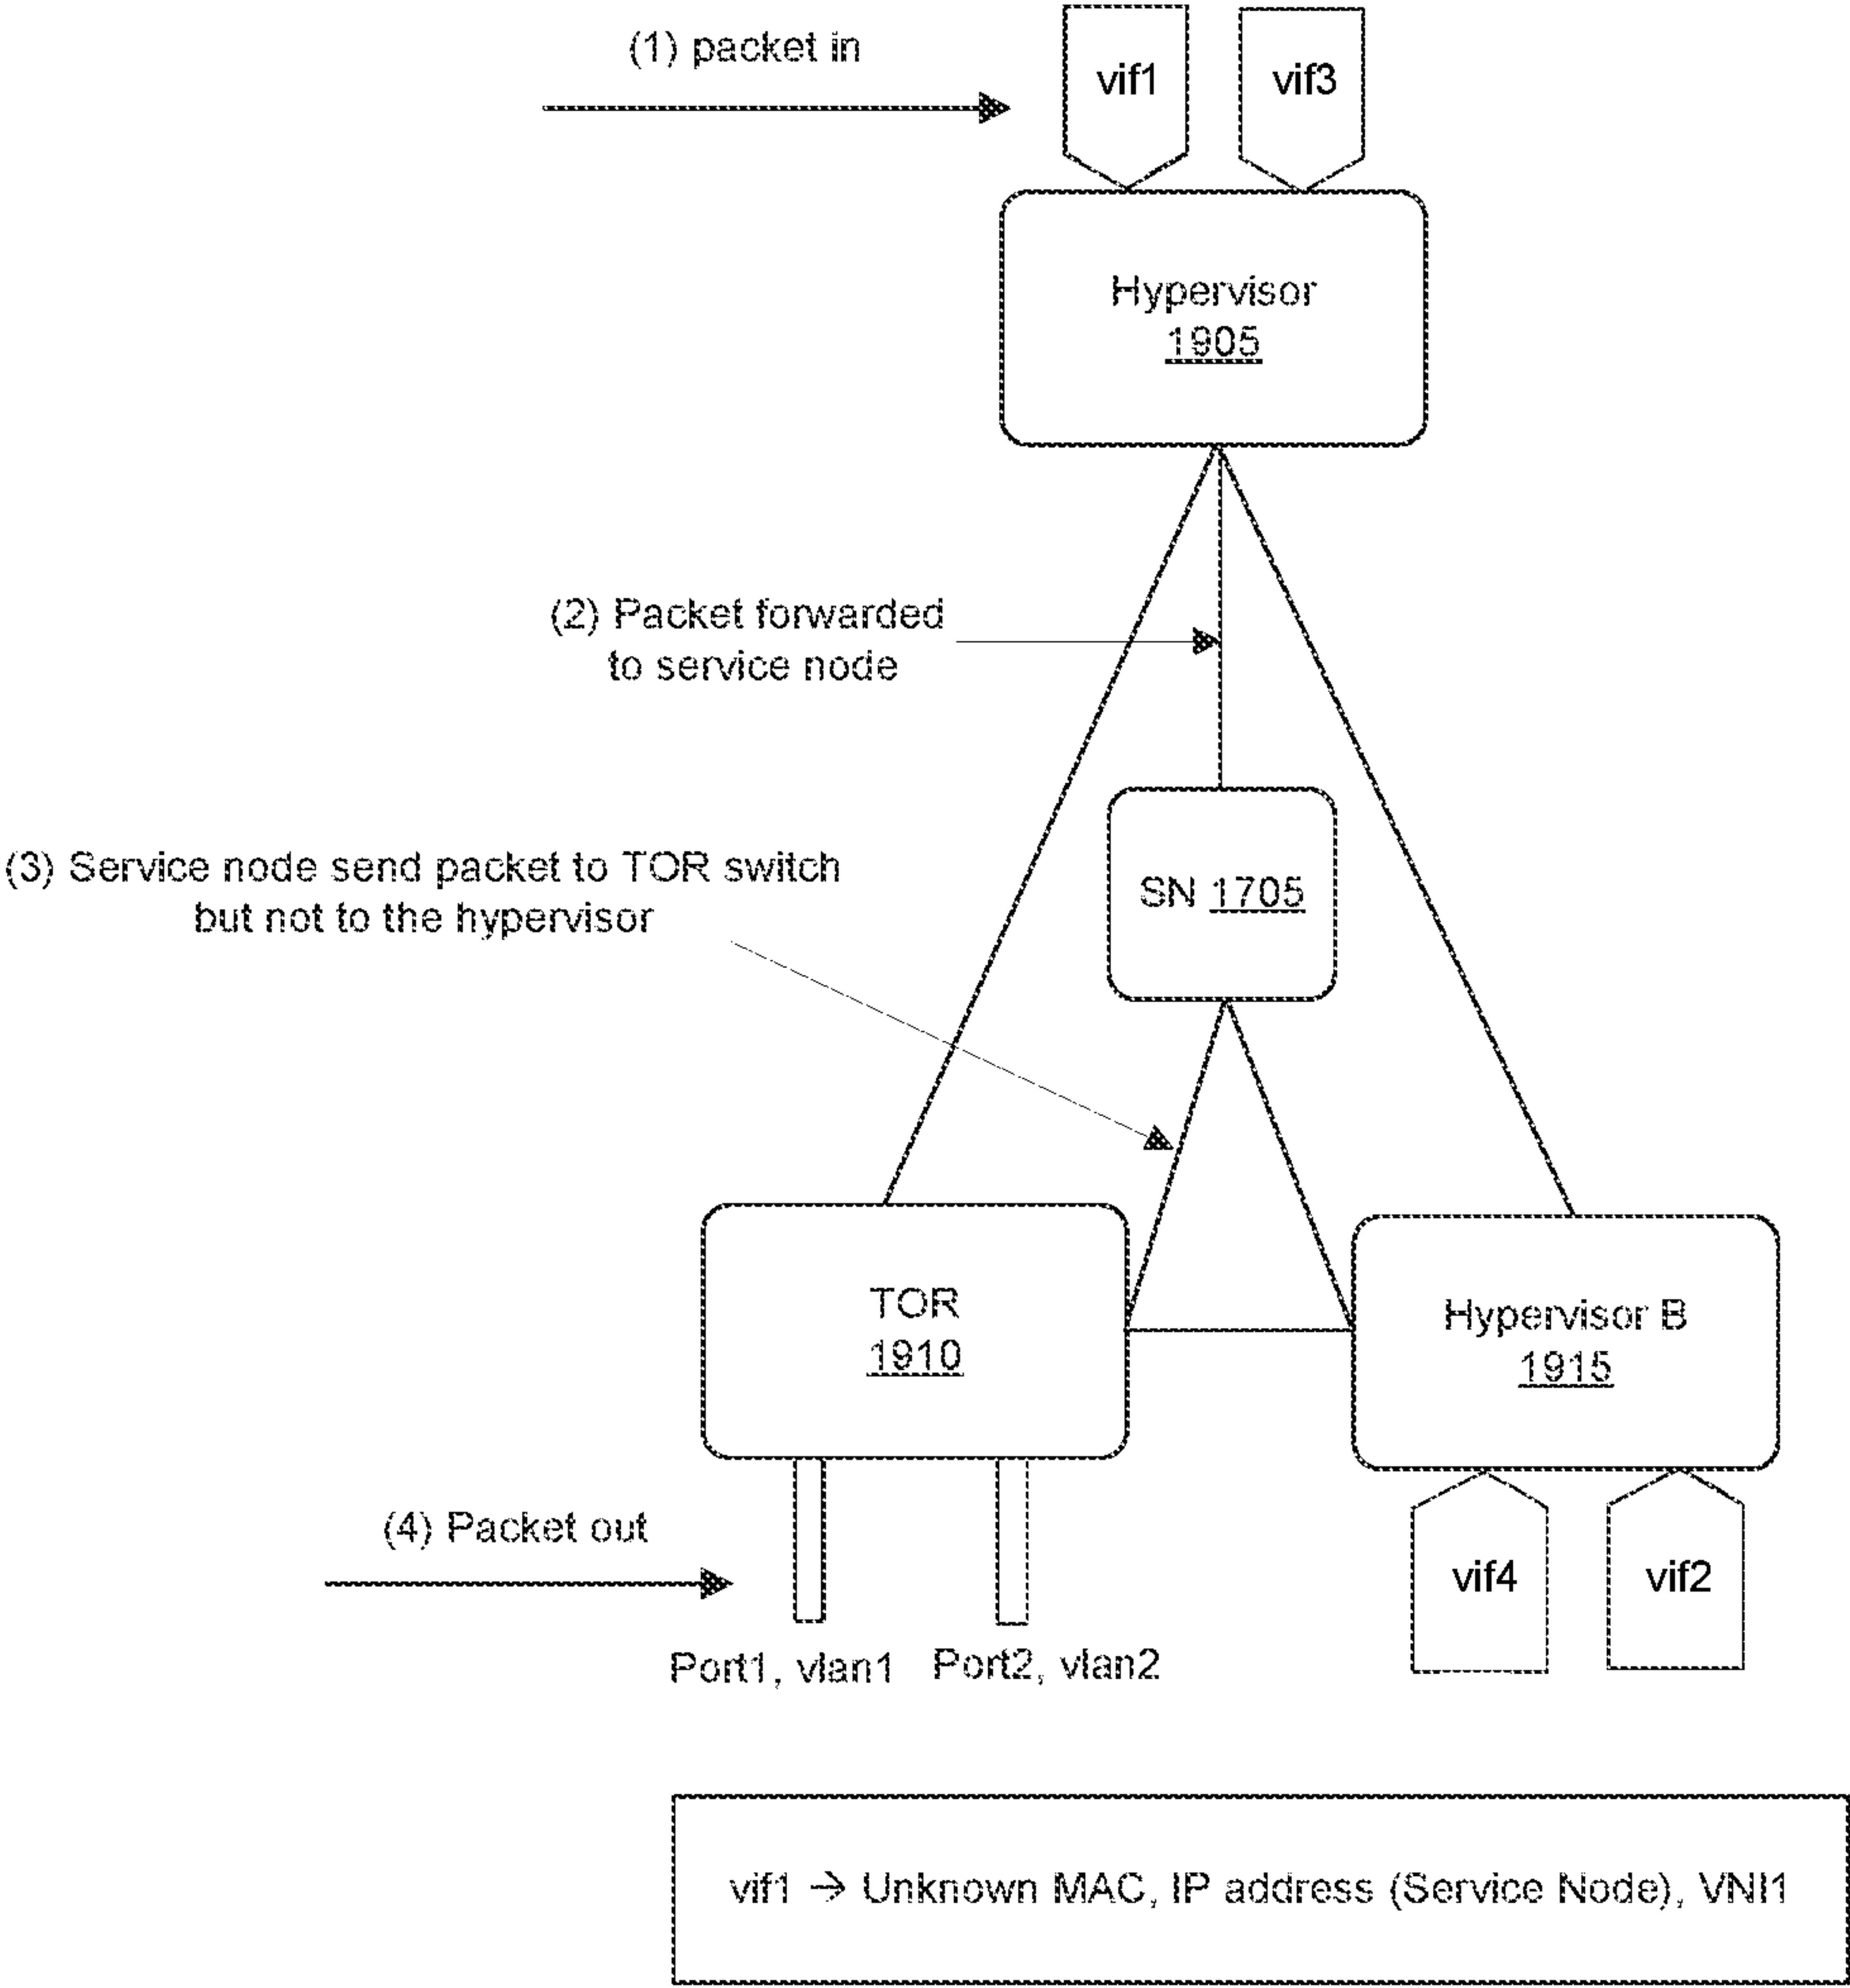 (1) packet in
vif1
vif3
Hypervisor
1905
(2) Packet forwarded
to service node
(3) Service node send packet to TOR switch
but not to the hypervisor
SN 1705
TOR
1910
Hypervisor B
1915
(4) Packet out
vif4
vif2
Port1, vlan1
Port2, vlan2
vif1 → Unknown MAC, IP address (Service Node), VNI1